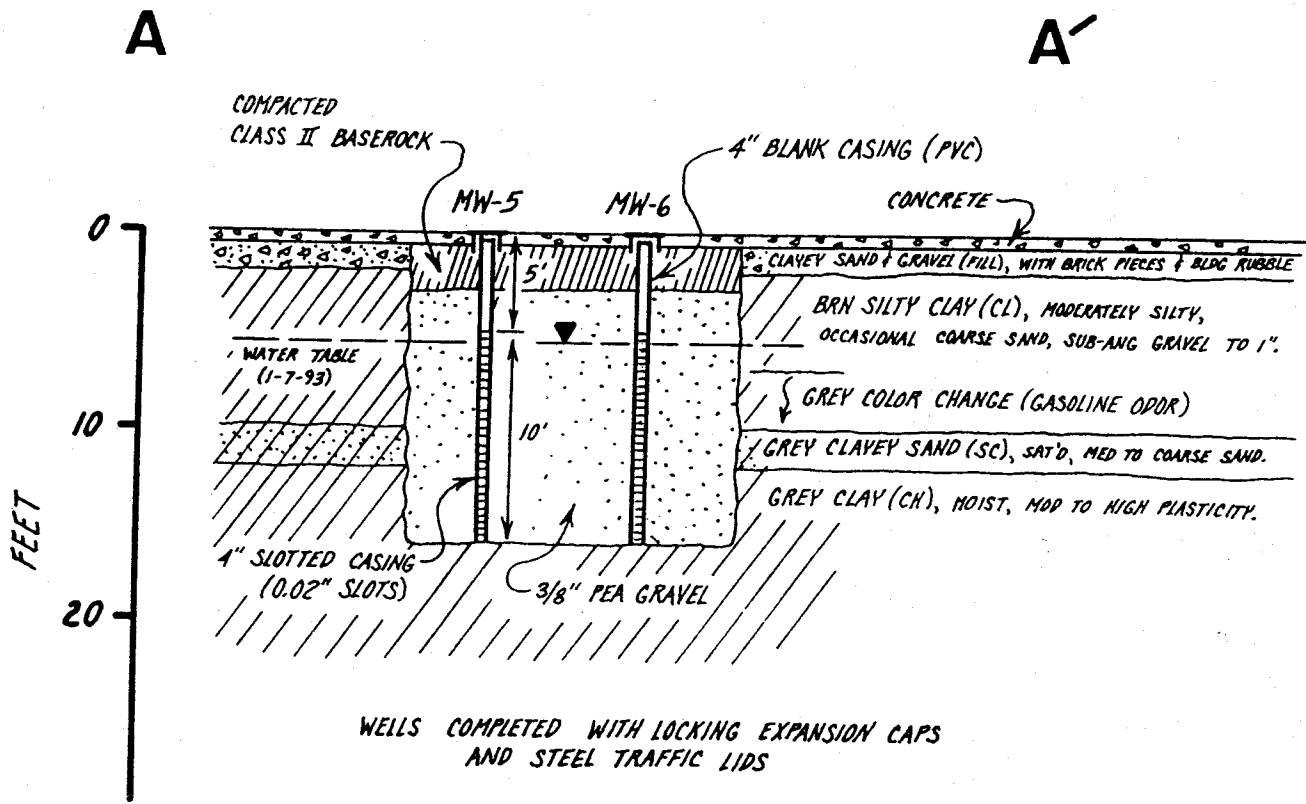 A
A′
COMPACTED
CLASS II BASEROCK
4" BLANK CASING (PVC)
MW-5
MW-6
CONCRETE
0
5'
CLAYEY SAND & GRAVEL (FILL), WITH BRICK PIECES & BLDG RUBBLE
BRN SILTY CLAY (CL), MODERATELY SILTY,
OCCASIONAL COARSE SAND, SUB-ANG GRAVEL TO 1".
WATER TABLE
(1-7-93)
GREY COLOR CHANGE (GASOLINE ODOR)
10
10'
GREY CLAYEY SAND (SC), SAT'D, MED TO COARSE SAND.
GREY CLAY (CH), MOIST, MOD TO HIGH PLASTICITY.
FEET
4" SLOTTED CASING
(0.02" SLOTS)
3/8" PEA GRAVEL
20
WELLS COMPLETED WITH LOCKING EXPANSION CAPS
AND STEEL TRAFFIC LIDS